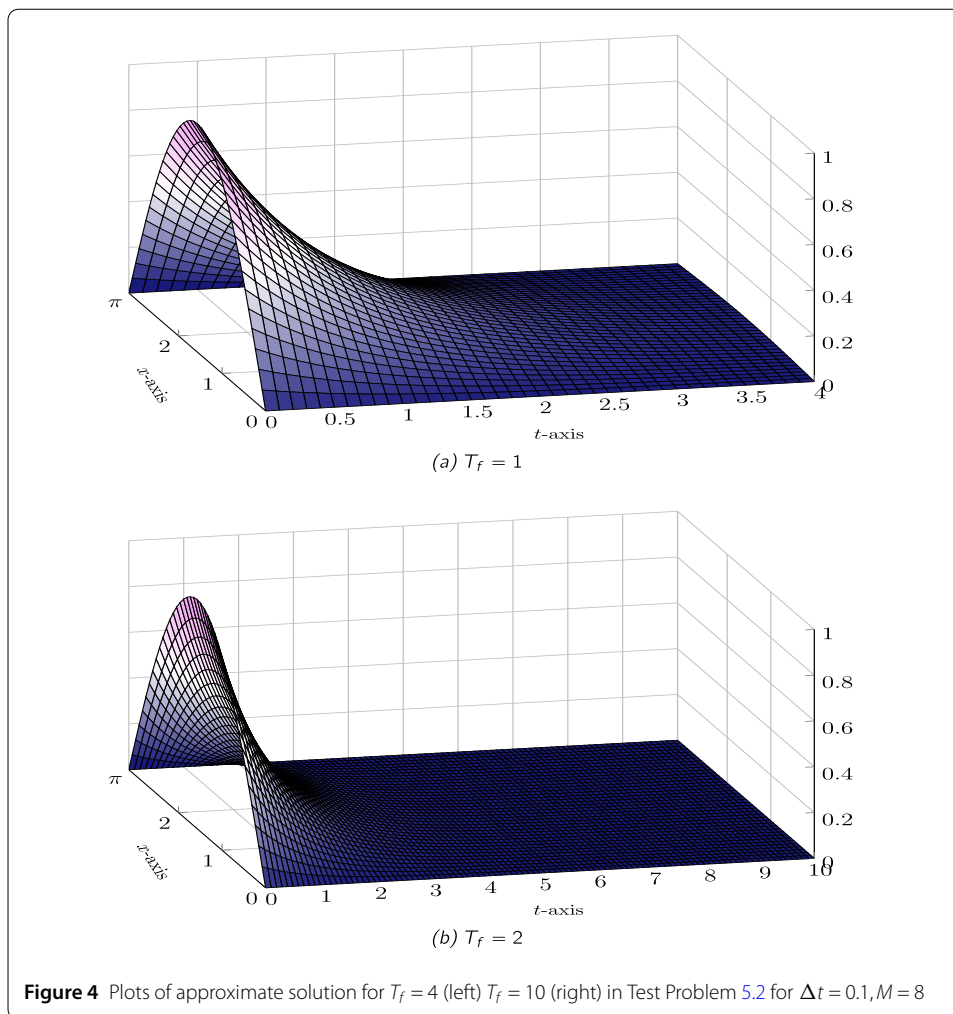 1
0.8
0.6
0.4
0.2
0
π
2
1
0
x-axis
0 0.5 1 1.5 2 2.5 3 3.5 4
t-axis
(a) T_f = 1
1
0.8
0.6
0.4
0.2
0
π
2
1
0
x-axis
0 1 2 3 4 5 6 7 8 9 10
t-axis
(b) T_f = 2
Figure 4 Plots of approximate solution for T_f = 4 (left) T_f = 10 (right) in Test Problem 5.2 for Δt = 0.1, M = 8